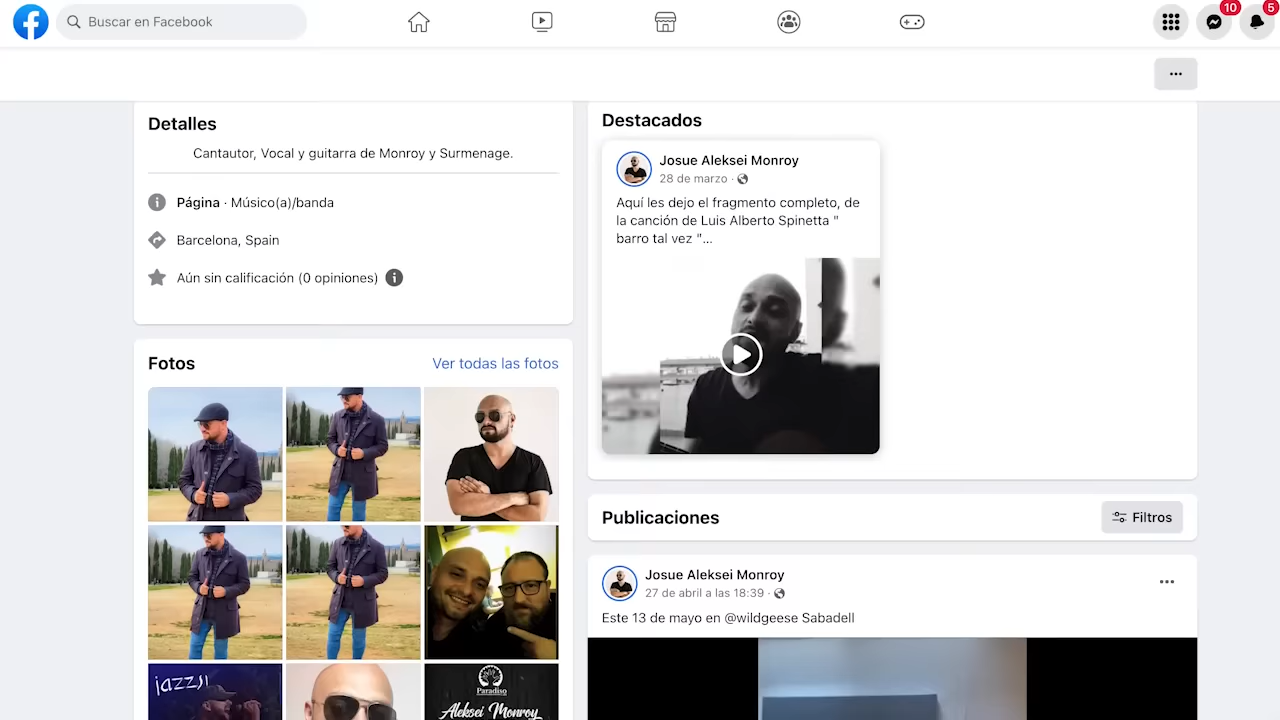 Buscar en Facebook
10
5
Detalles
Cantautor, Vocal y guitarra de Monroy y Surmenage.
Página · Músico(a)/banda
Barcelona, Spain
Aún sin calificación (0 opiniones)
Fotos
Ver todas las fotos
jazzsí
Paradiso
Aleksei Monroy
Destacados
Josue Aleksei Monroy
28 de marzo ·
Aquí les dejo el fragmento completo, de
la canción de Luis Alberto Spinetta "
barro tal vez "...
Publicaciones
Filtros
Josue Aleksei Monroy
27 de abril a las 18:39 ·
Este 13 de mayo en @wildgeese Sabadell